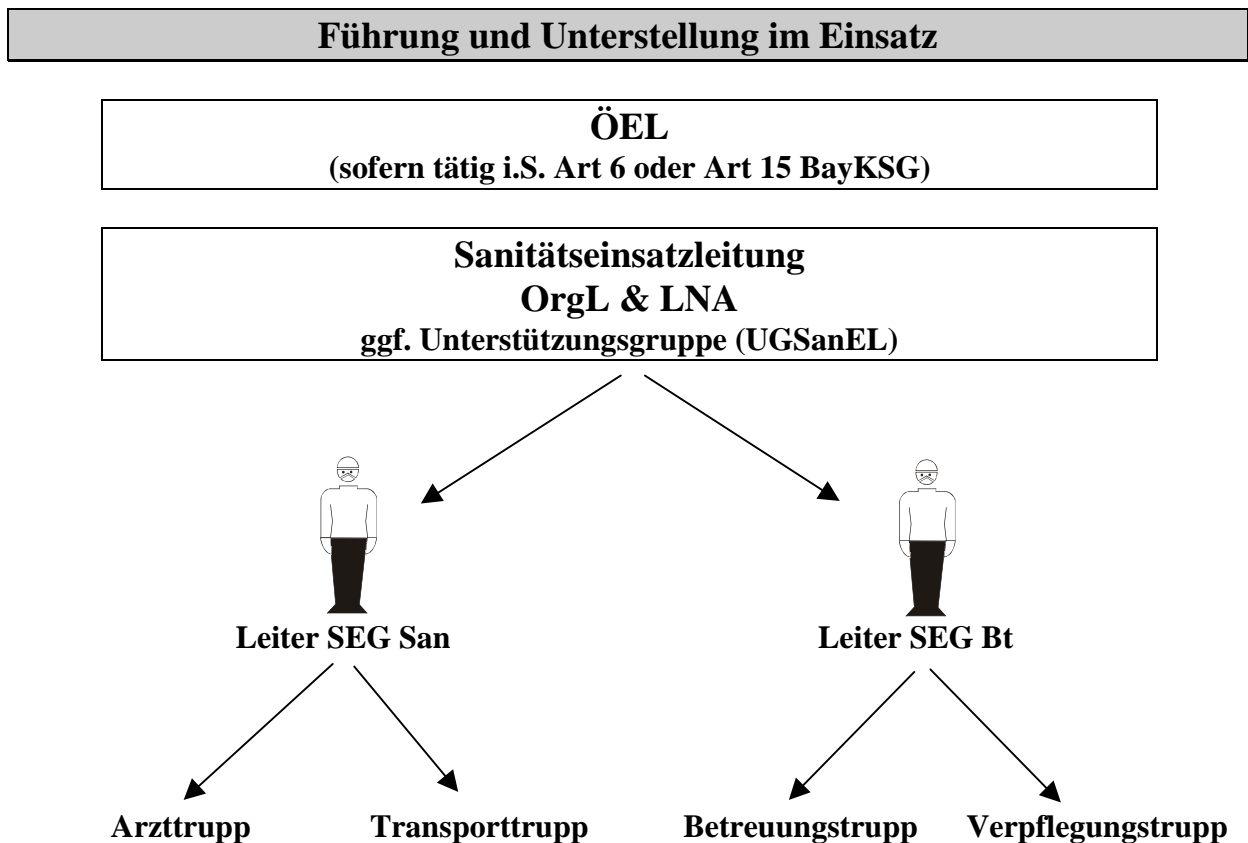 Führung und Unterstellung im Einsatz
ÖEL
(sofern tätig i.S. Art 6 oder Art 15 BayKSG)
Sanitätseinsatzleitung
OrgL & LNA
ggf. Unterstützungsgruppe (UGSanEL)
Leiter SEG San
Leiter SEG Bt
Arzttrupp
Transporttrupp
Betreuungstrupp
Verpflegungstrupp